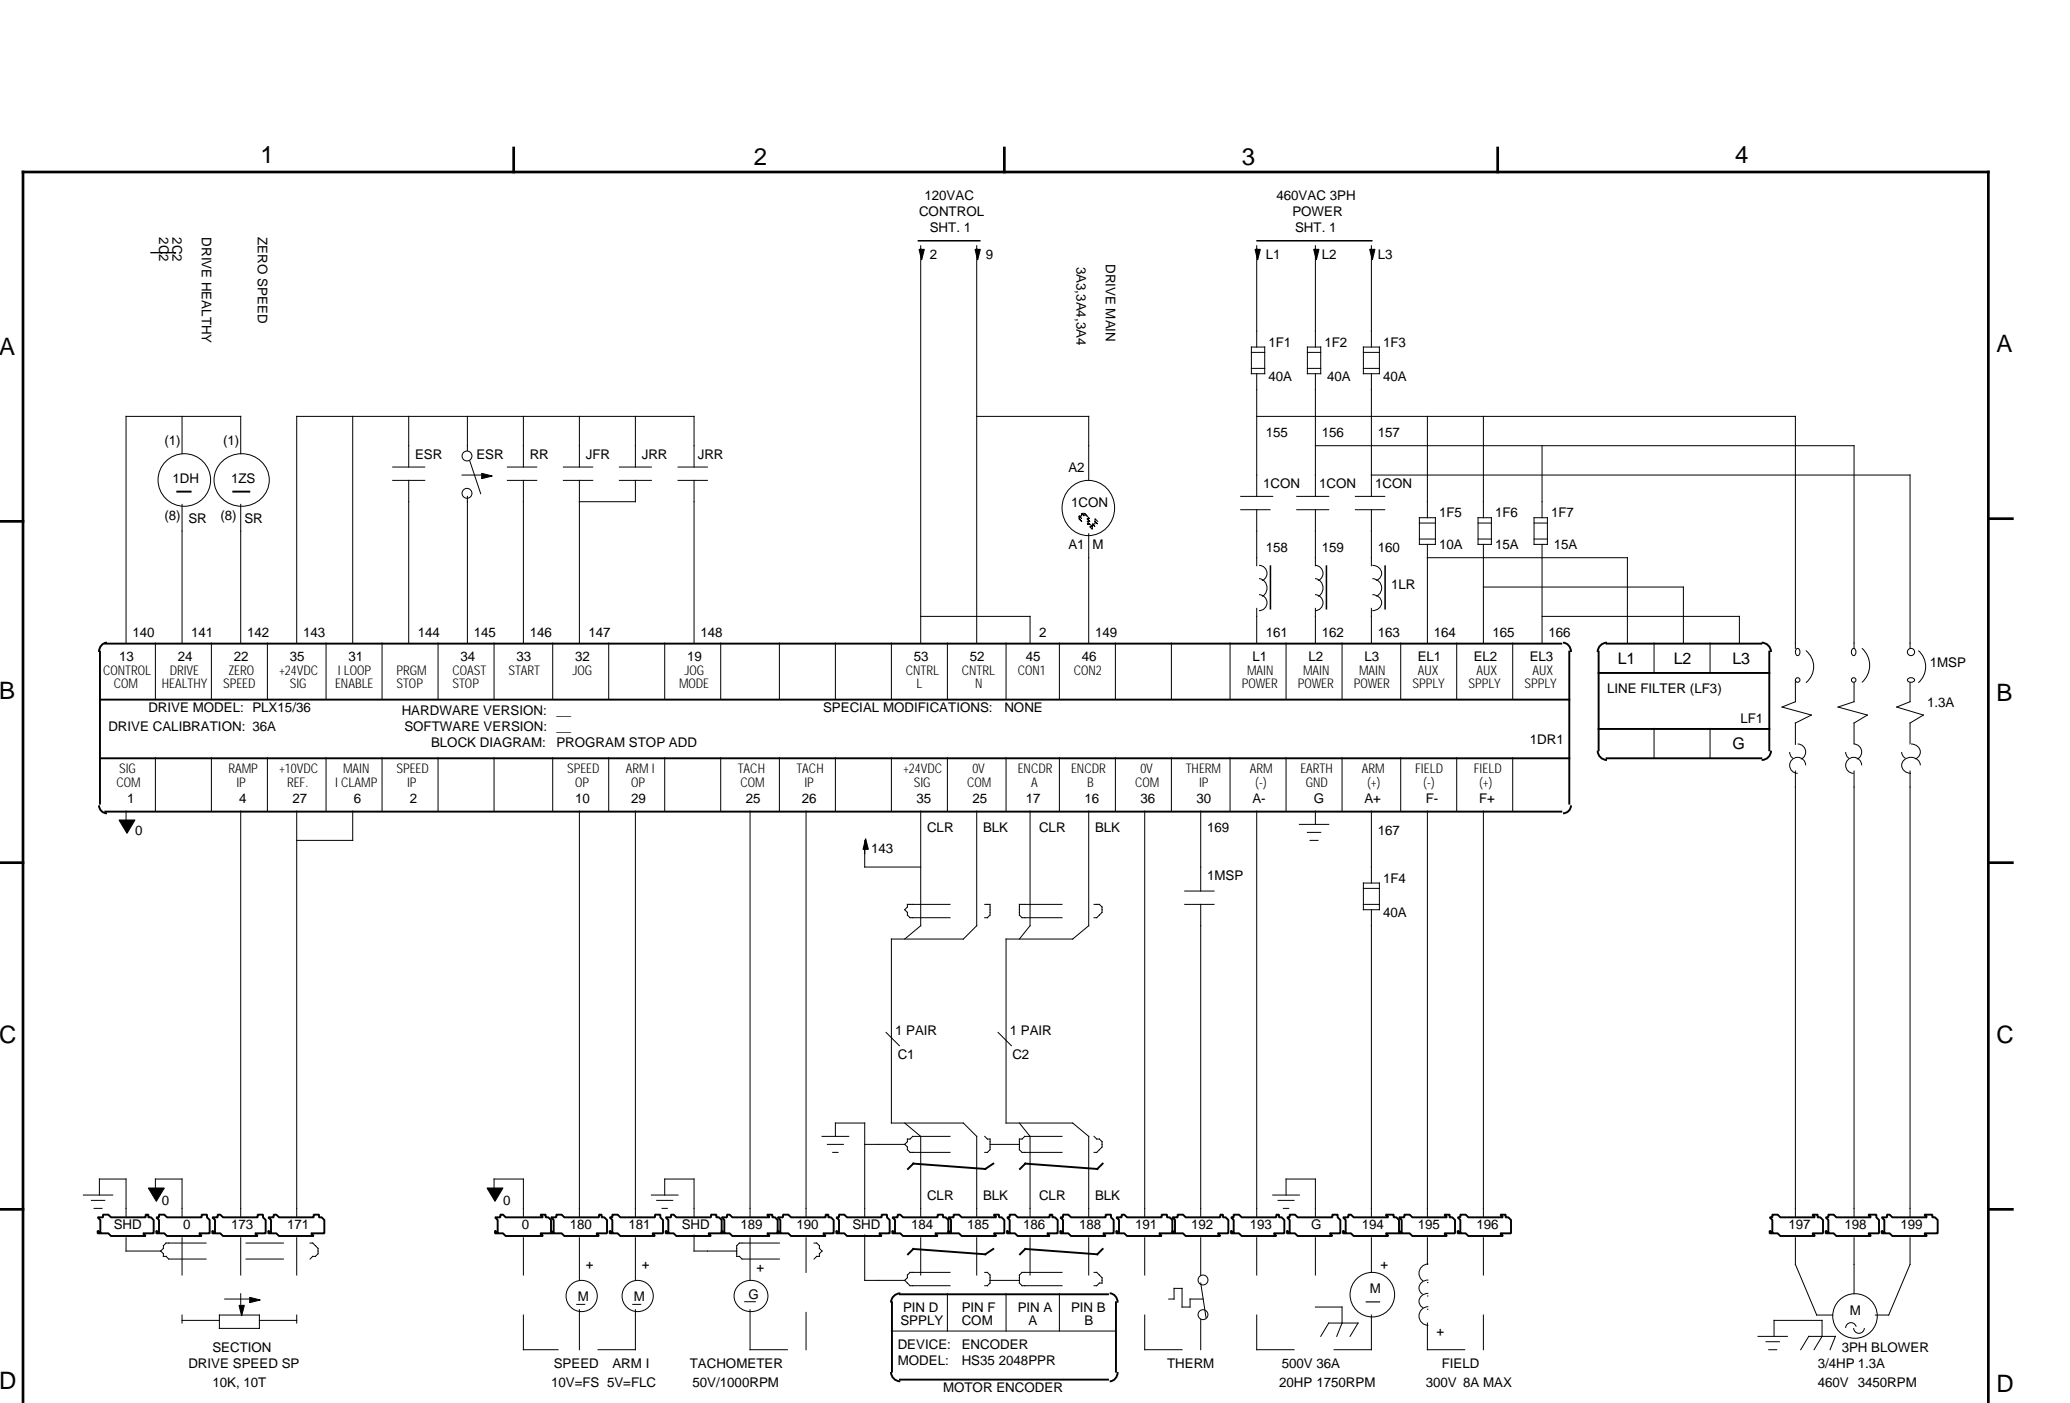 1 2 3 4
120VAC
CONTROL
SHT. 1
460VAC 3PH
POWER
SHT. 1
2 9 L1 L2 L3
2C2
2C2
DRIVE HEALTHY
ZERO SPEED
3A3,3A4,3A4
DRIVE MAIN
A A
1F1 1F2 1F3
40A 40A 40A
155 156 157
(1) (1) ESR ESR RR JFR JRR JRR
A2
1DH 1ZS 1CON 1CON 1CON 1CON
(8) SR (8) SR
1F5 1F6 1F7
A1 M 158 159 160 10A 15A 15A
1LR
140 141 142 143 144 145 146 147 148 2 149 161 162 163 164 165 166
13 24 22 35 31 34 33 32 19 53 52 45 46 L1 L2 L3 EL1 EL2 EL3 L1 L2 L3
CONTROL DRIVE ZERO +24VDC I LOOP PRGM COAST START JOG JOG CNTRL CNTRL CON1 CON2 MAIN MAIN MAIN AUX AUX AUX
COM HEALTHY SPEED SIG ENABLE STOP STOP MODE L N POWER POWER POWER SPPLY SPPLY SPPLY
1MSP
B B
LINE FILTER (LF3)
1.3A
LF1
G
DRIVE MODEL: PLX15/36 HARDWARE VERSION: __ SPECIAL MODIFICATIONS: NONE
DRIVE CALIBRATION: 36A SOFTWARE VERSION: __
BLOCK DIAGRAM: PROGRAM STOP ADD 1DR1
SIG RAMP +10VDC MAIN SPEED SPEED ARM I TACH TACH +24VDC 0V ENCDR ENCDR 0V THERM ARM EARTH ARM FIELD FIELD
COM IP REF. I CLAMP IP OP OP COM IP SIG COM A B COM IP (-) GND (+) (-) (+)
1 4 27 6 2 10 29 25 26 35 25 17 16 36 30 A- G A+ F- F+
0 CLR BLK CLR BLK 169 167
143
1MSP 1F4
40A
C C
1 PAIR 1 PAIR
C1 C2
0 0 CLR BLK CLR BLK
SHD 0 173 171 0 180 181 SHD 189 190 SHD 184 185 186 188 191 192 193 G 194 195 196 197 198 199
+ + + +
M M G M
PIN D PIN F PIN A PIN B
SPPLY COM A B
M
+
DEVICE: ENCODER
MODEL: HS35 2048PPR
MOTOR ENCODER
SECTION
DRIVE SPEED SP
10K, 10T
SPEED ARM I
10V=FS 5V=FLC
TACHOMETER
50V/1000RPM
THERM
500V 36A
20HP 1750RPM
FIELD
300V 8A MAX
3PH BLOWER
3/4HP 1.3A
460V 3450RPM
D D